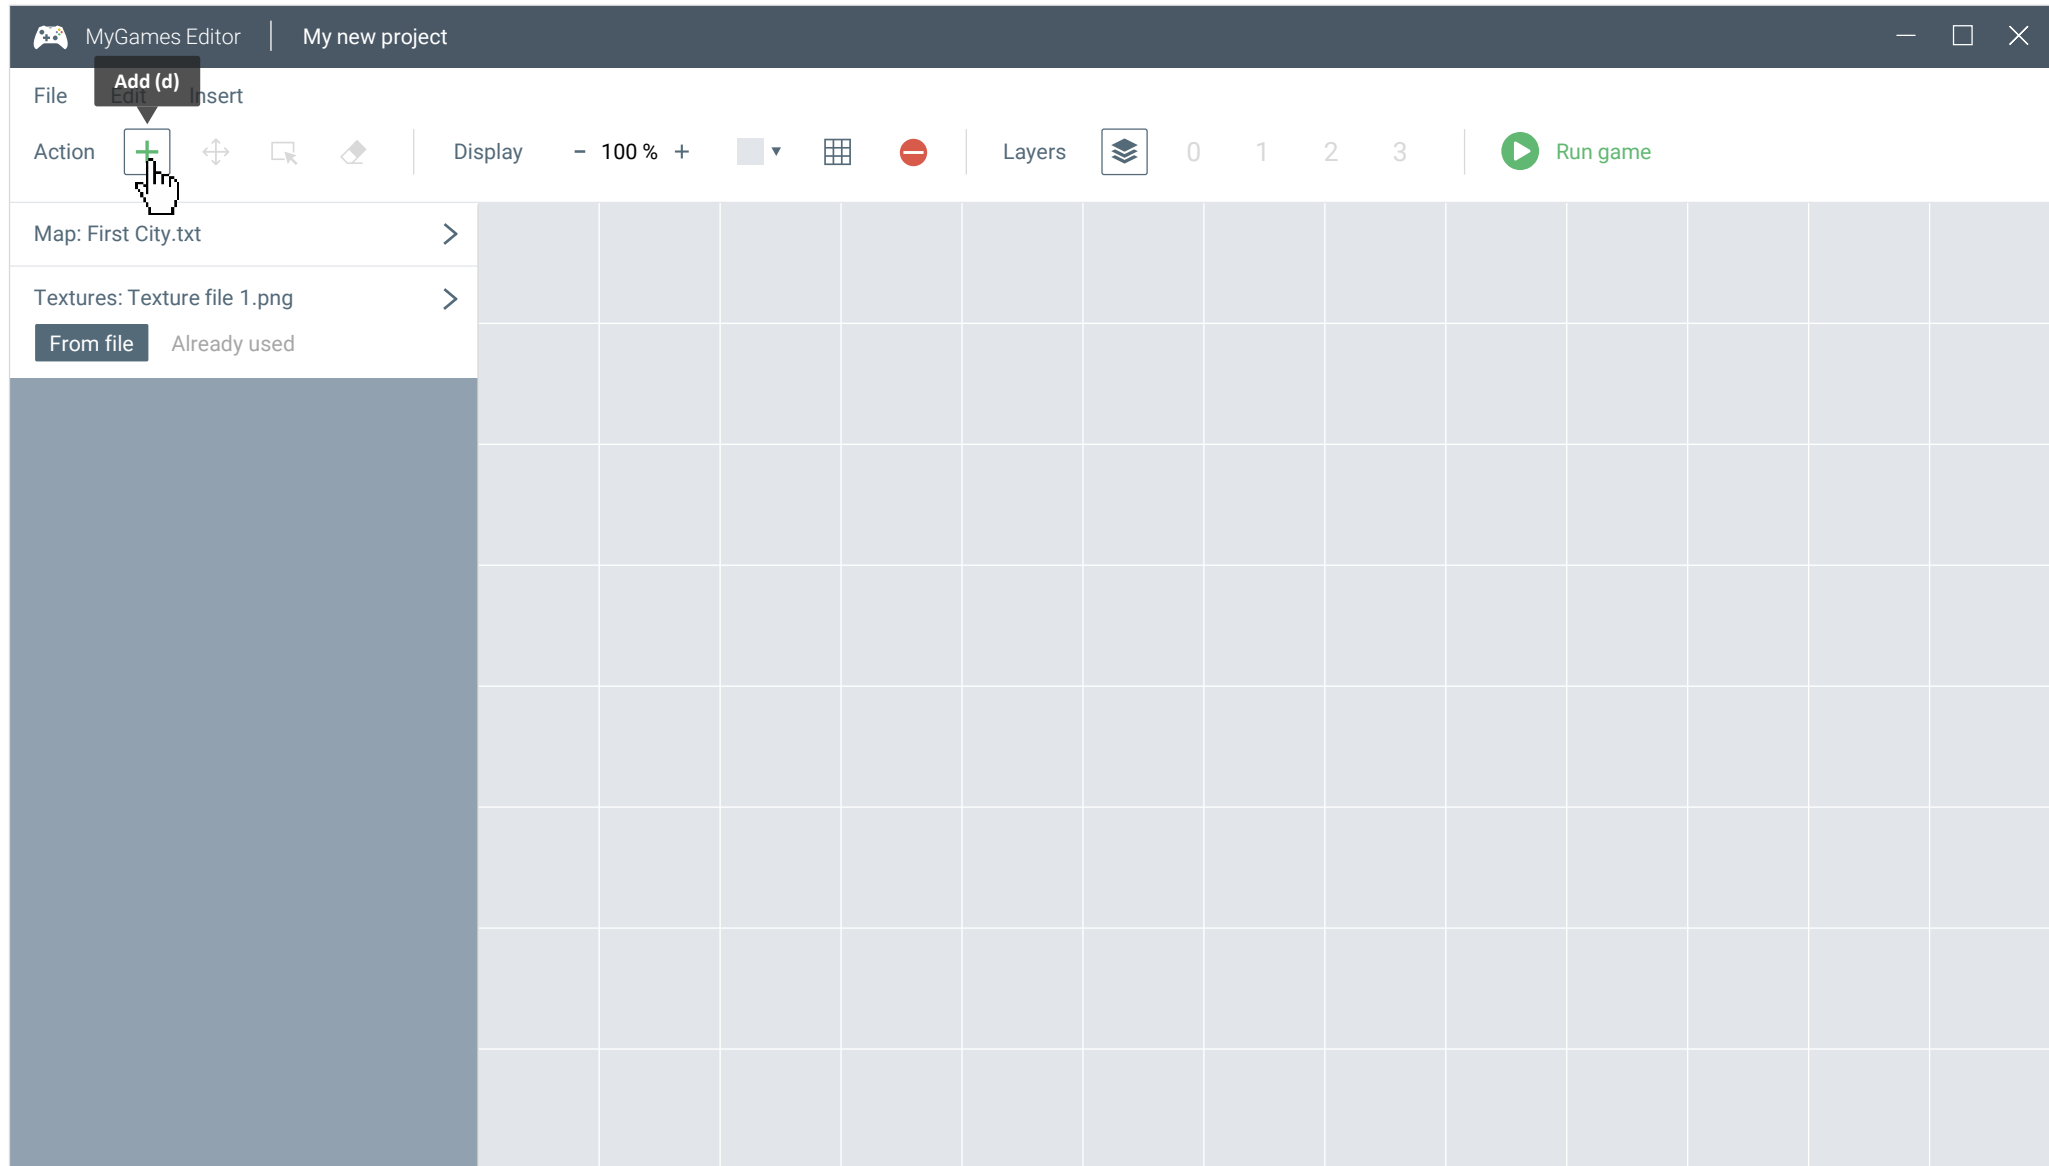 MyGames Editor
My new project
Add (d)
File
Edit
Insert
Action
Display
- 100 % +
Layers
0
1
2
3
Run game
Map: First City.txt
Textures: Texture file 1.png
From file
Already used